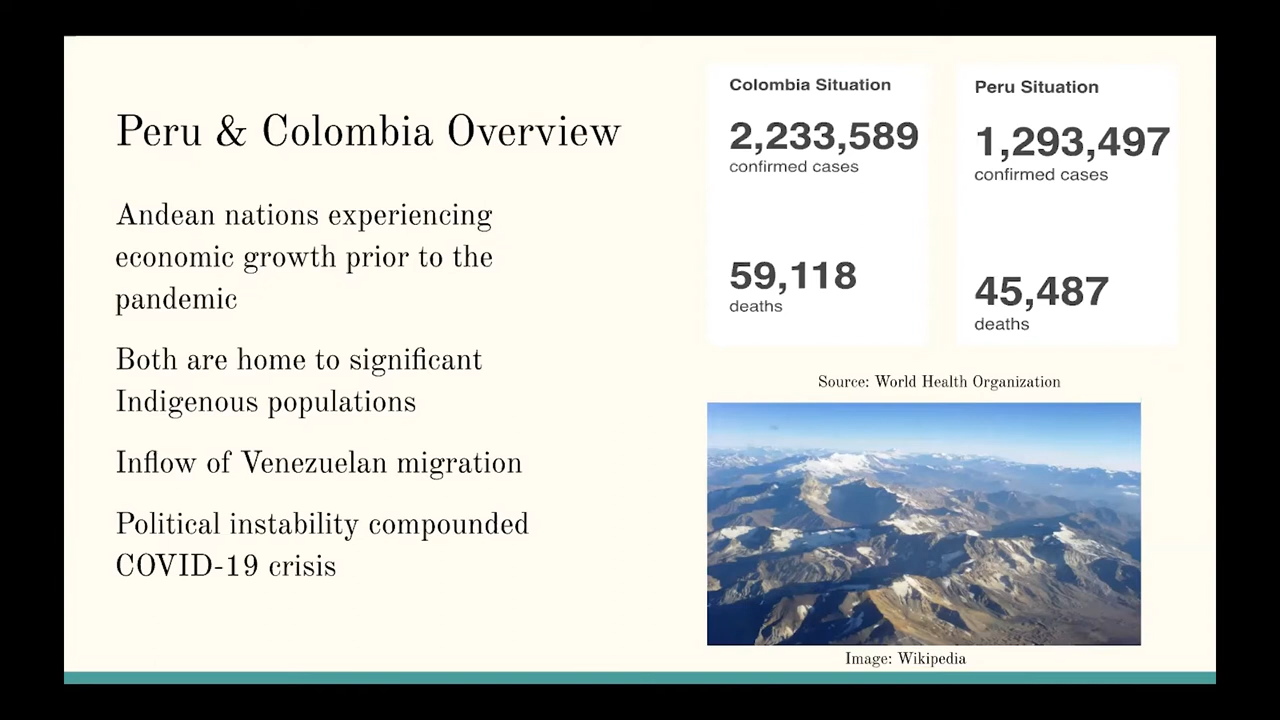 Peru & Colombia Overview
Andean nations experiencing
economic growth prior to the
pandemic
Both are home to significant
Indigenous populations
Inflow of Venezuelan migration
Political instability compounded
COVID-19 crisis
Colombia Situation
2,233,589
confirmed cases
59,118
deaths
Peru Situation
1,293,497
confirmed cases
45,487
deaths
Source: World Health Organization
Image: Wikipedia